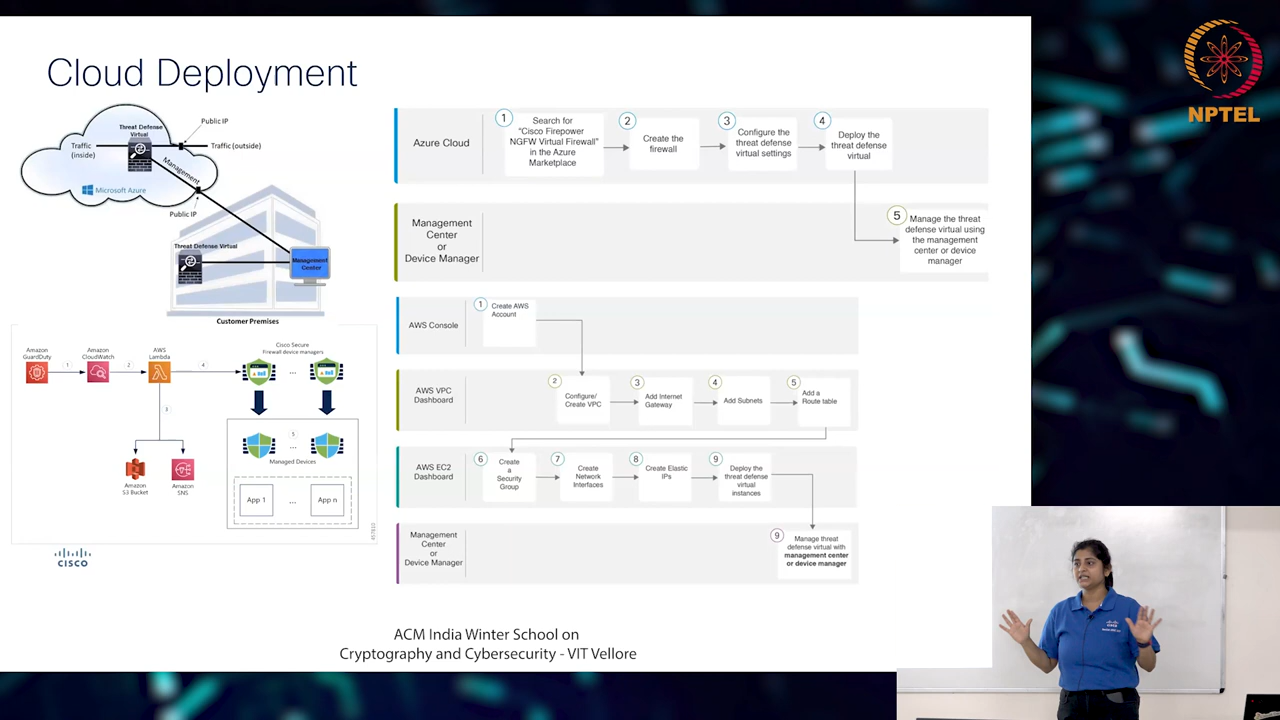 Cloud Deployment
NPTEL
Threat Defense
Virtual
Public IP
Traffic
(inside)
Traffic (outside)
Management
Microsoft Azure
Public IP
Threat Defense Virtual
Management
Center
Customer Premises
Azure Cloud
1
Search for
"Cisco Firepower
NGFW Virtual Firewall"
in the Azure
Marketplace
2
Create the
firewall
3
Configure the
threat defense
virtual settings
4
Deploy the
threat defense
virtual
Management
Center
or
Device Manager
5
Manage the threat
defense virtual using
the management
center or device
manager
Amazon
GuardDuty
1
Amazon
CloudWatch
2
AWS
Lambda
4
3
Cisco Secure
Firewall device managers
...
5
...
Managed Devices
App 1
...
App n
Amazon
S3 Bucket
Amazon
SNS
CISCO
AWS Console
1
Create AWS
Account
AWS VPC
Dashboard
2
Configure/
Create VPC
3
Add Internet
Gateway
4
Add Subnets
5
Add a
Route table
AWS EC2
Dashboard
6
Create
a
Security
Group
7
Create
Network
Interfaces
8
Create Elastic
IPs
9
Deploy the
threat defense
virtual
instances
Management
Center
or
Device Manager
9
Manage threat
defense virtual with
management center
or device manager
ACM India Winter School on
Cryptography and Cybersecurity - VIT Vellore
CISCO